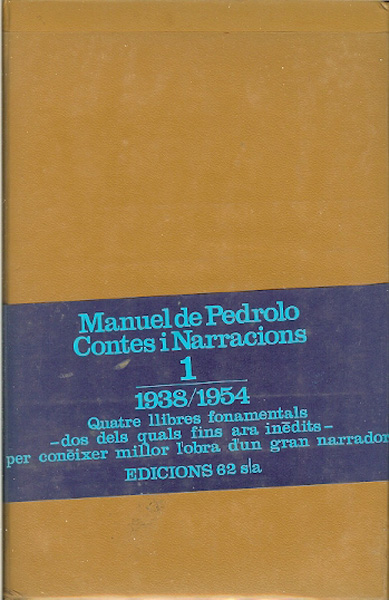 Manuel de Pedrolo
Contes i Narracions
1
1938/1954
Quatre llibres fonamentals
—dos dels quals fins ara inèdits—
per conèixer millor l'obra d'un gran narrador
EDICIONS 62 s/a